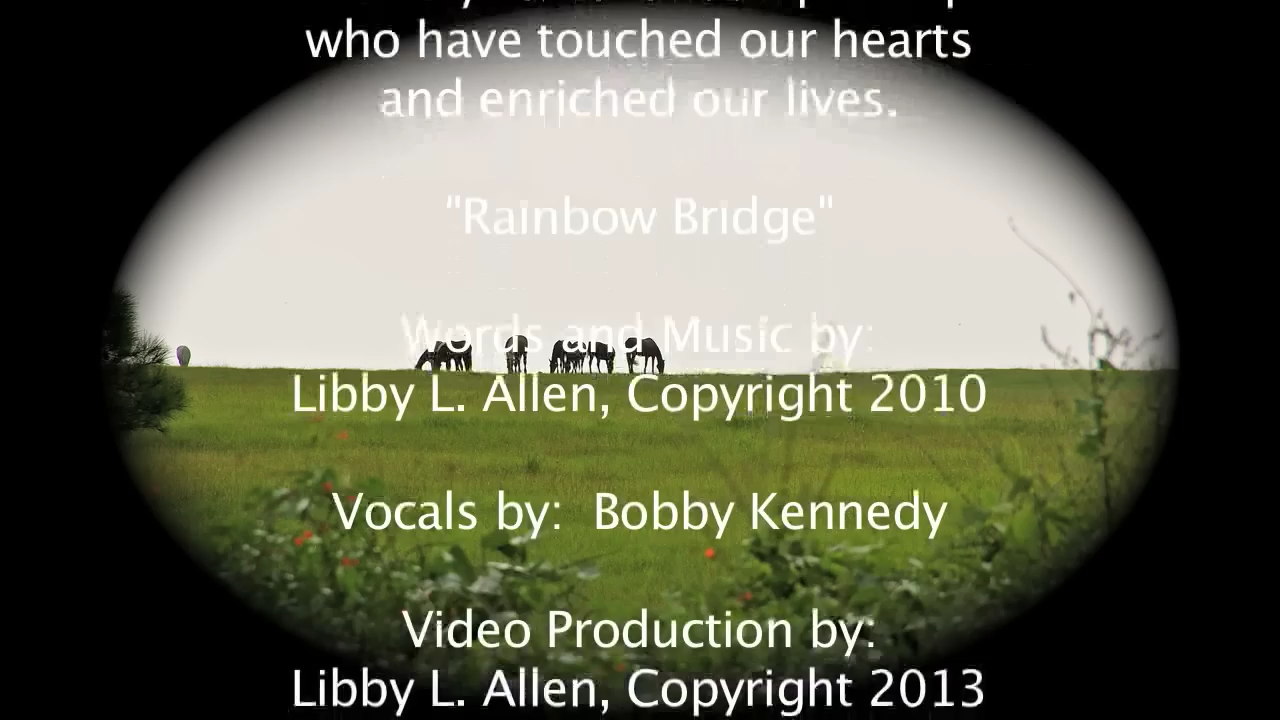 who have touched our hearts
and enriched our lives.
"Rainbow Bridge"
Words and Music by:
Libby L. Allen, Copyright 2010
Vocals by:  Bobby Kennedy
Video Production by:
Libby L. Allen, Copyright 2013